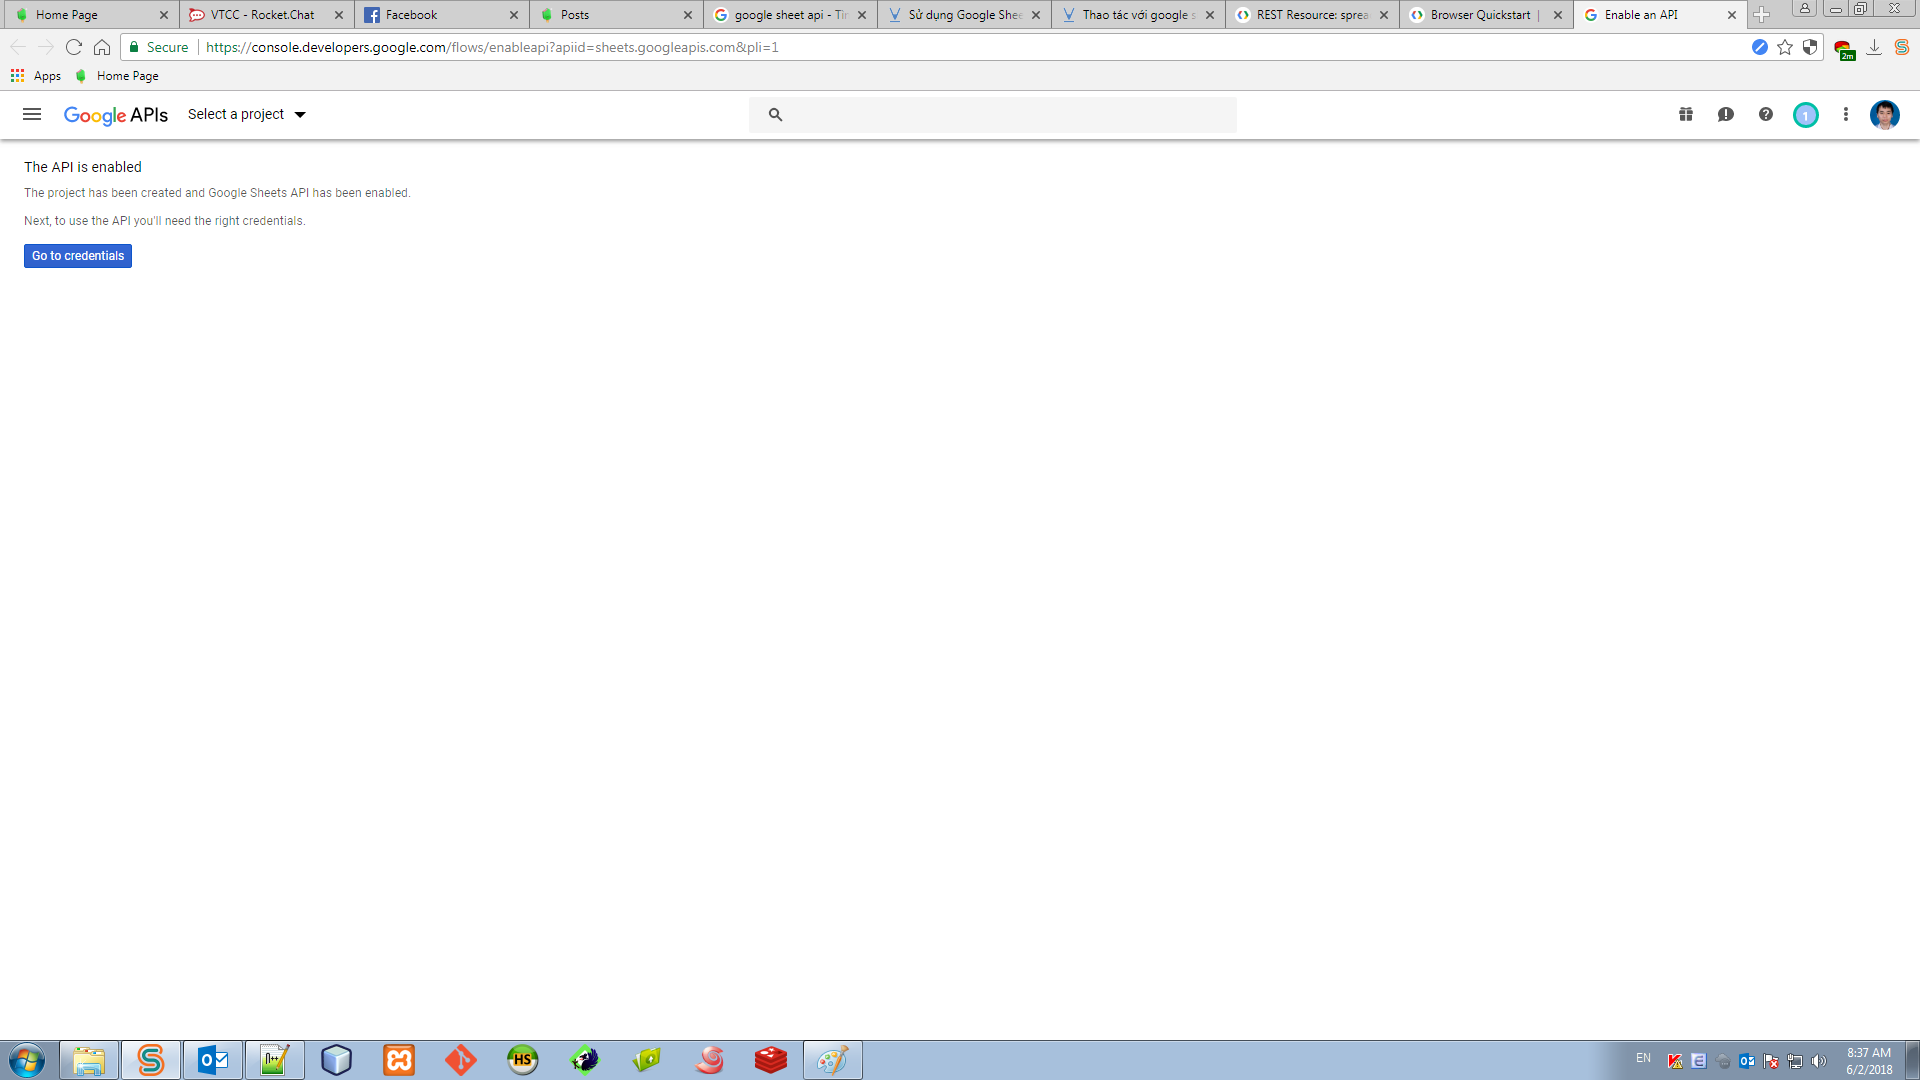 Home Page
VTCC - Rocket.Chat
Facebook
Posts
google sheet api - Tìr
Sử dụng Google Shee
Thao tác với google s
REST Resource: sprea
Browser Quickstart |
Enable an API
Secure https://console.developers.google.com/flows/enableapi?apiid=sheets.googleapis.com&pli=1
2m
Apps Home Page
Google APIs Select a project
1
The API is enabled
The project has been created and Google Sheets API has been enabled.
Next, to use the API you'll need the right credentials.
Go to credentials
HS
EN
8:37 AM
6/2/2018